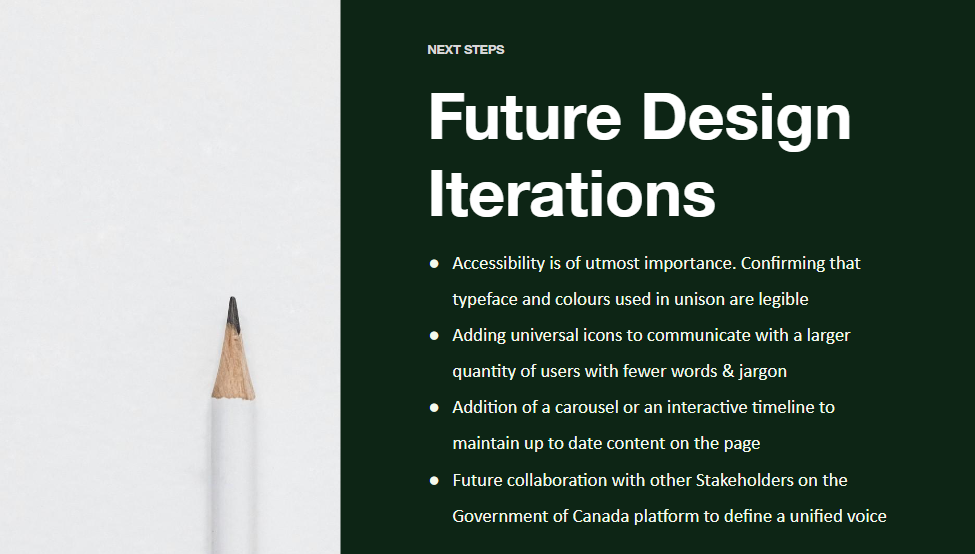 NEXT STEPS
Future Design
Iterations
● Accessibility is of utmost importance. Confirming that
typeface and colours used in unison are legible
● Adding universal icons to communicate with a larger
quantity of users with fewer words & jargon
● Addition of a carousel or an interactive timeline to
maintain up to date content on the page
● Future collaboration with other Stakeholders on the
Government of Canada platform to define a unified voice